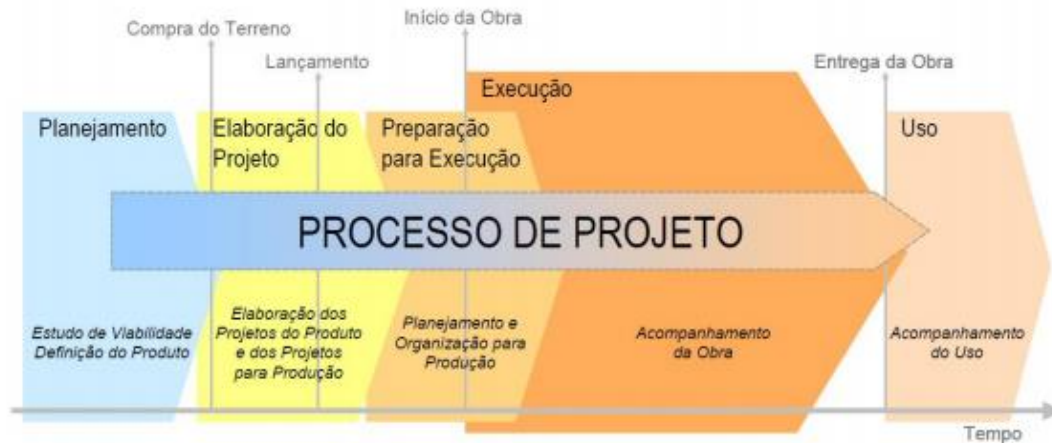 Compra do Terreno
Lançamento
Início da Obra
Entrega da Obra
Planejamento
Elaboração do
Projeto
Preparação
para Execução
Execução
Uso
PROCESSO DE PROJETO
Estudo de Viabilidade
Definição do Produto
Elaboração dos
Projetos do Produto
e dos Projetos
para Produção
Planejamento e
Organização para
Produção
Acompanhamento
da Obra
Acompanhamento
do Uso
Tempo